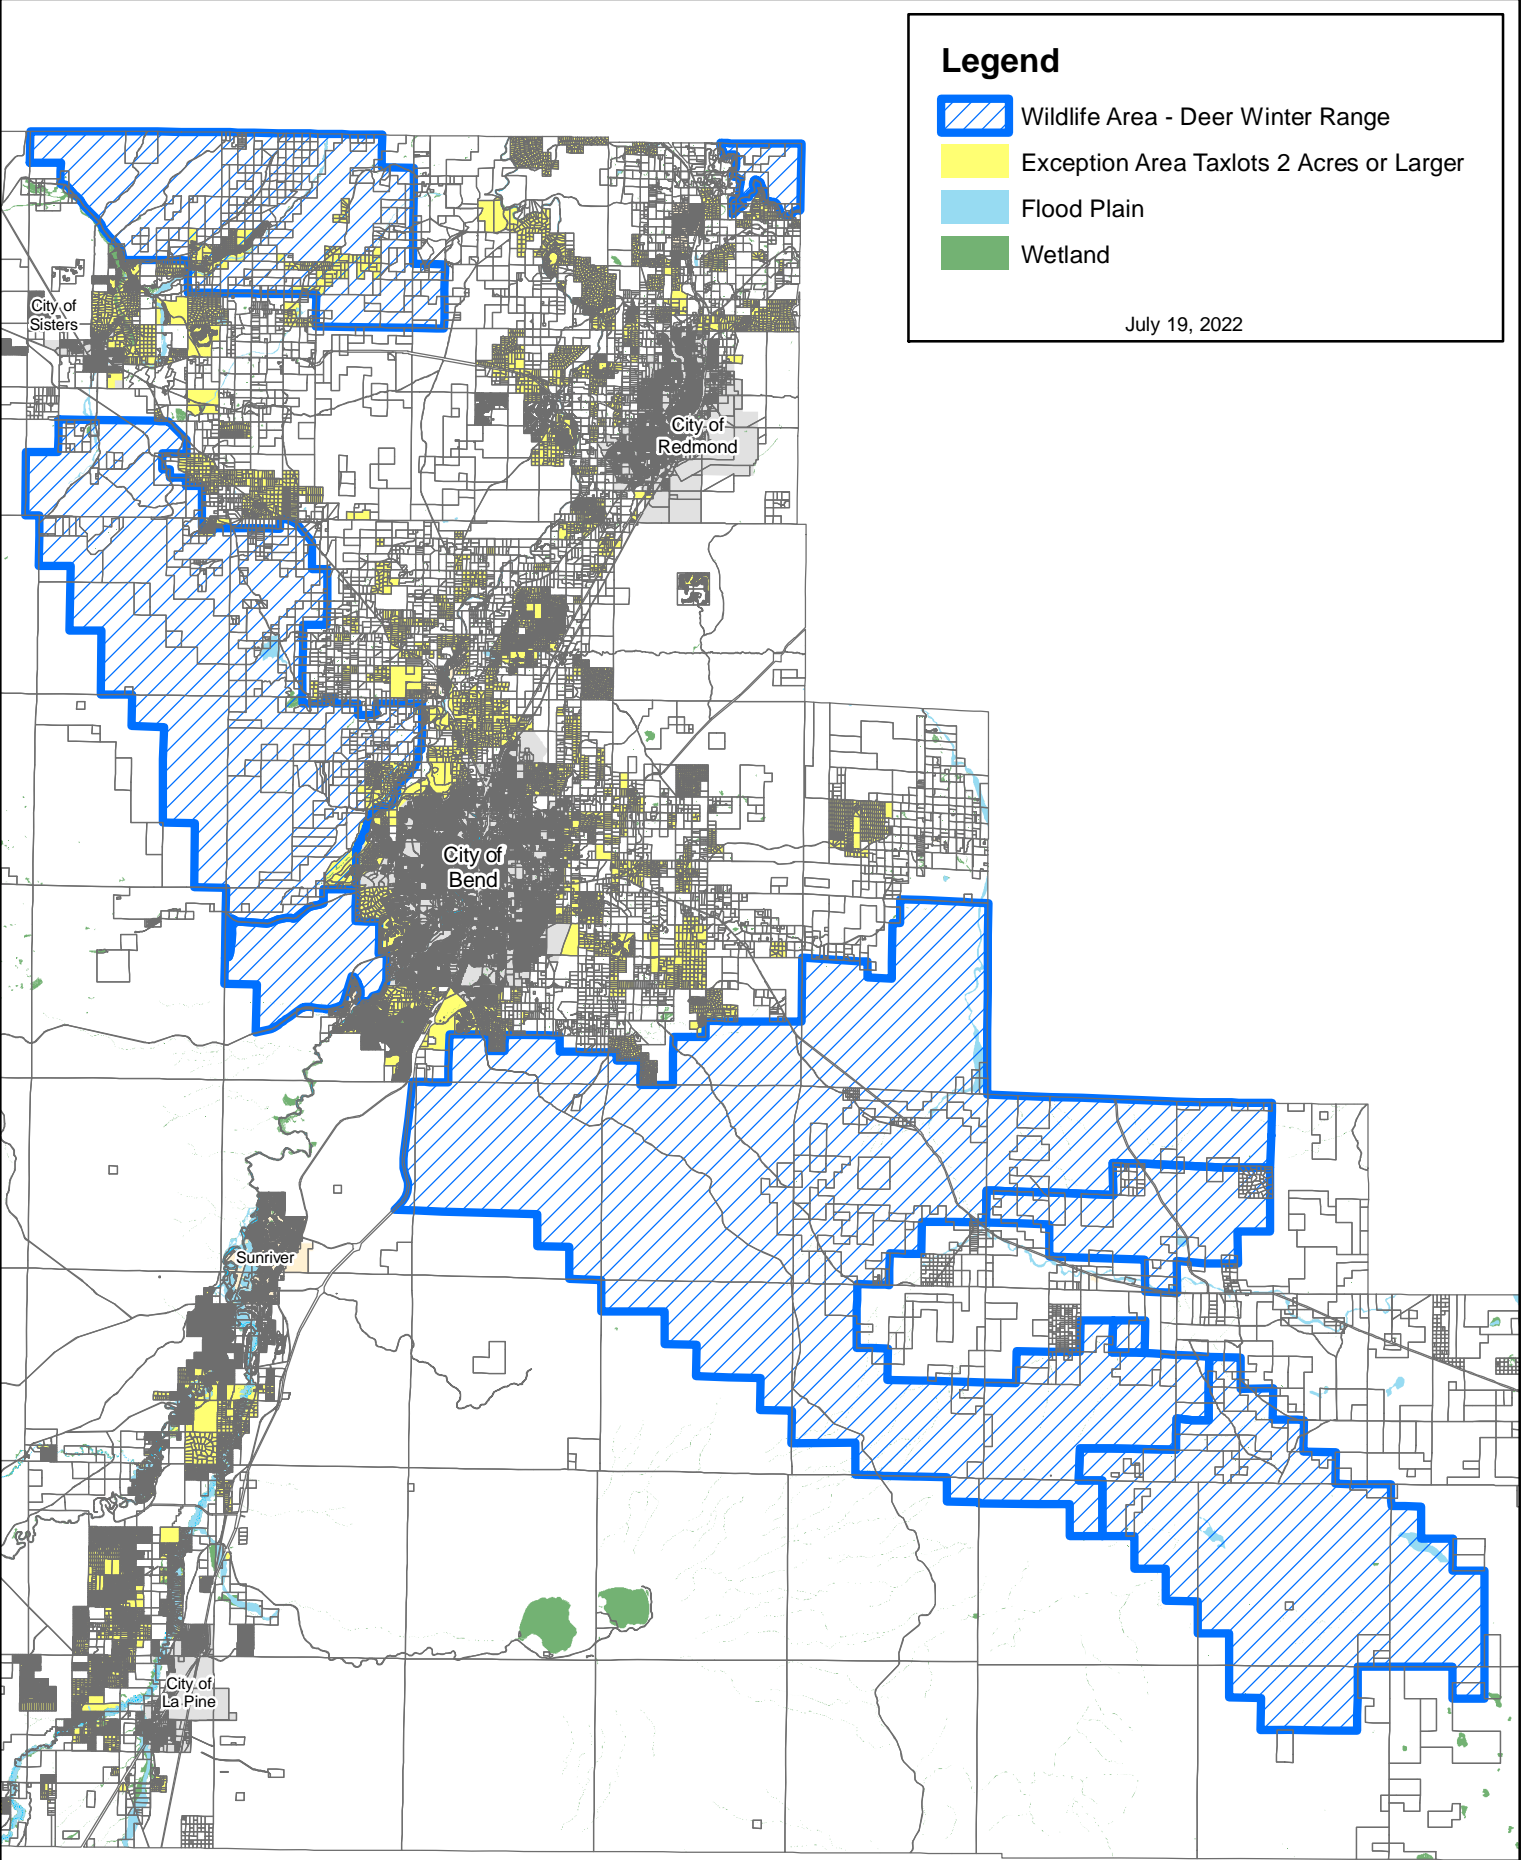 Legend
Wildlife Area - Deer Winter Range
Exception Area Taxlots 2 Acres or Larger
Flood Plain
Wetland
July 19, 2022
City of
Sisters
City of
Redmond
City of
Bend
Sunriver
City of
La Pine